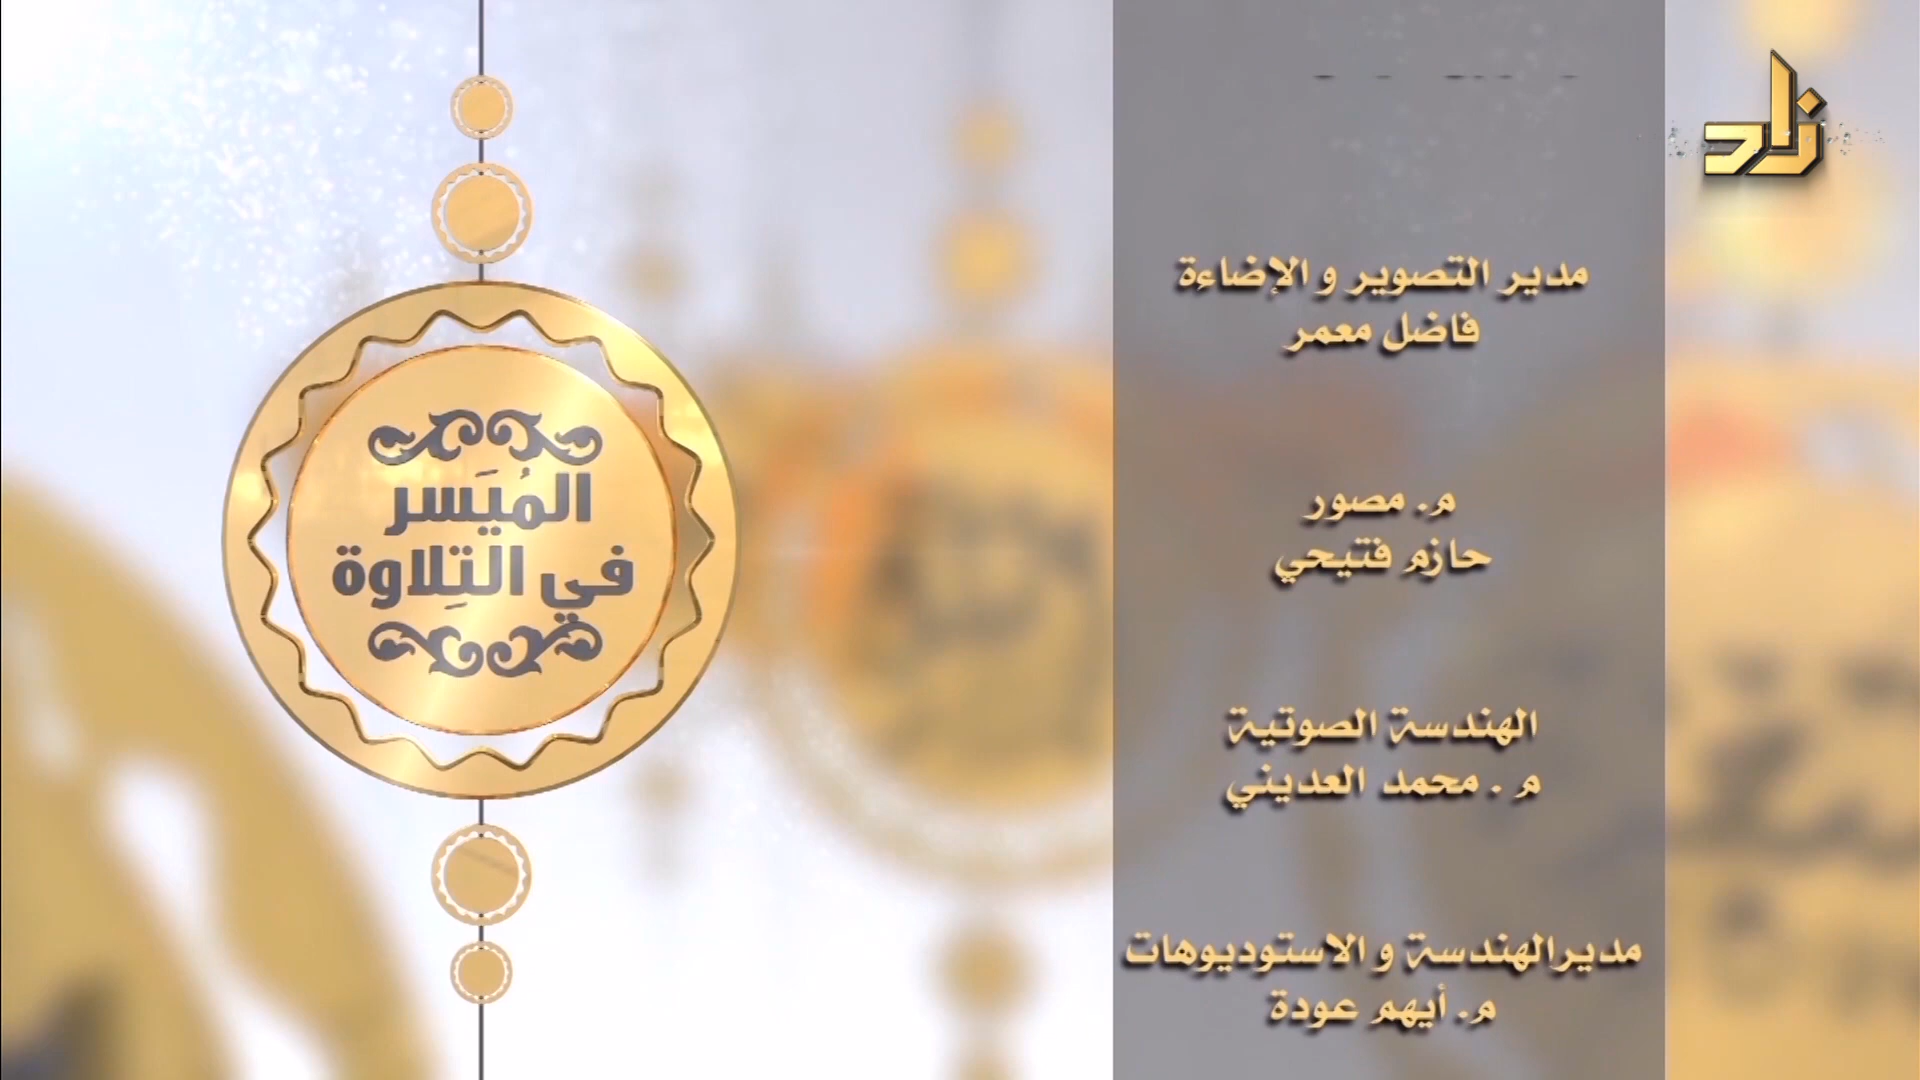 زاد
المُيَسر
في التِلاوة
مدير التصوير و الإضاءة
فاضل معمر
م. مصور
حازم فتيحي
الهندسة الصوتية
م . محمد العديني
مديرالهندسة و الاستوديوهات
م. أيهم عودة